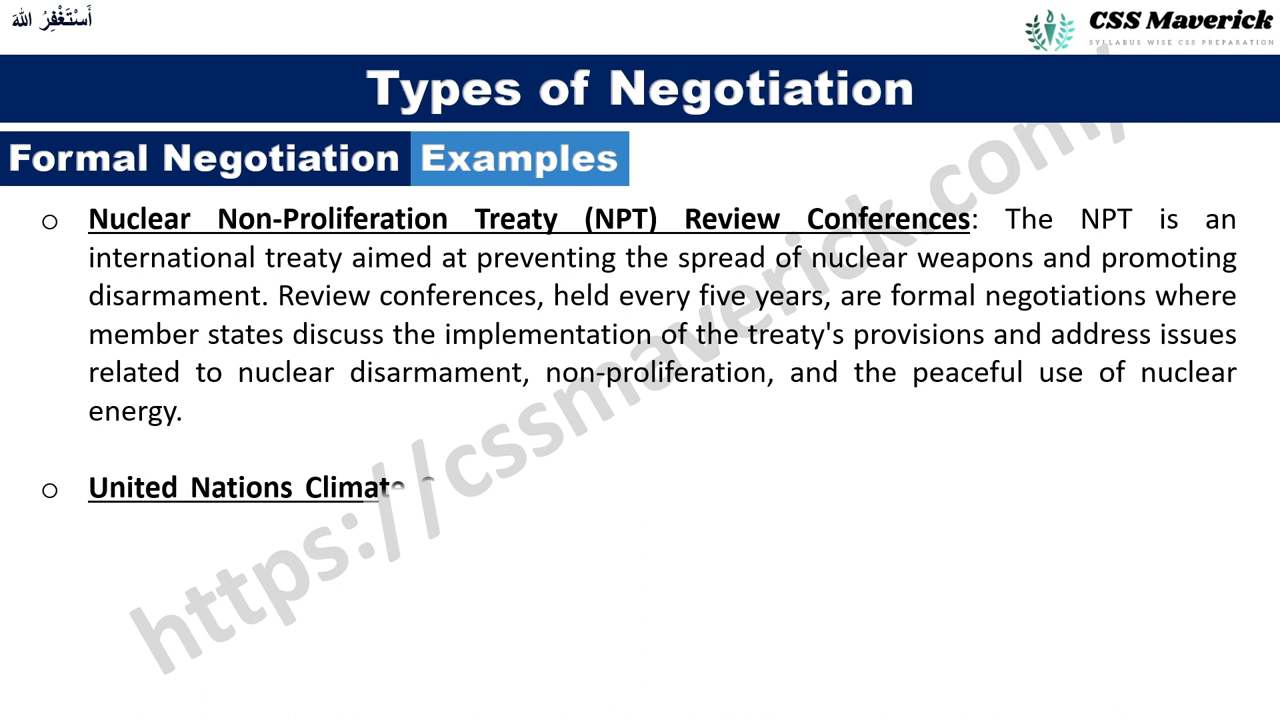 أَسْتَغْفِرُ اللهَ
CSS Maverick
SYLLABUS WISE CSS PREPARATION
Types of Negotiation
Formal Negotiation Examples
o Nuclear Non-Proliferation Treaty (NPT) Review Conferences: The NPT is an
international treaty aimed at preventing the spread of nuclear weapons and promoting
disarmament. Review conferences, held every five years, are formal negotiations where
member states discuss the implementation of the treaty's provisions and address issues
related to nuclear disarmament, non-proliferation, and the peaceful use of nuclear
energy.
o United Nations Climate
https://cssmaverick.com/